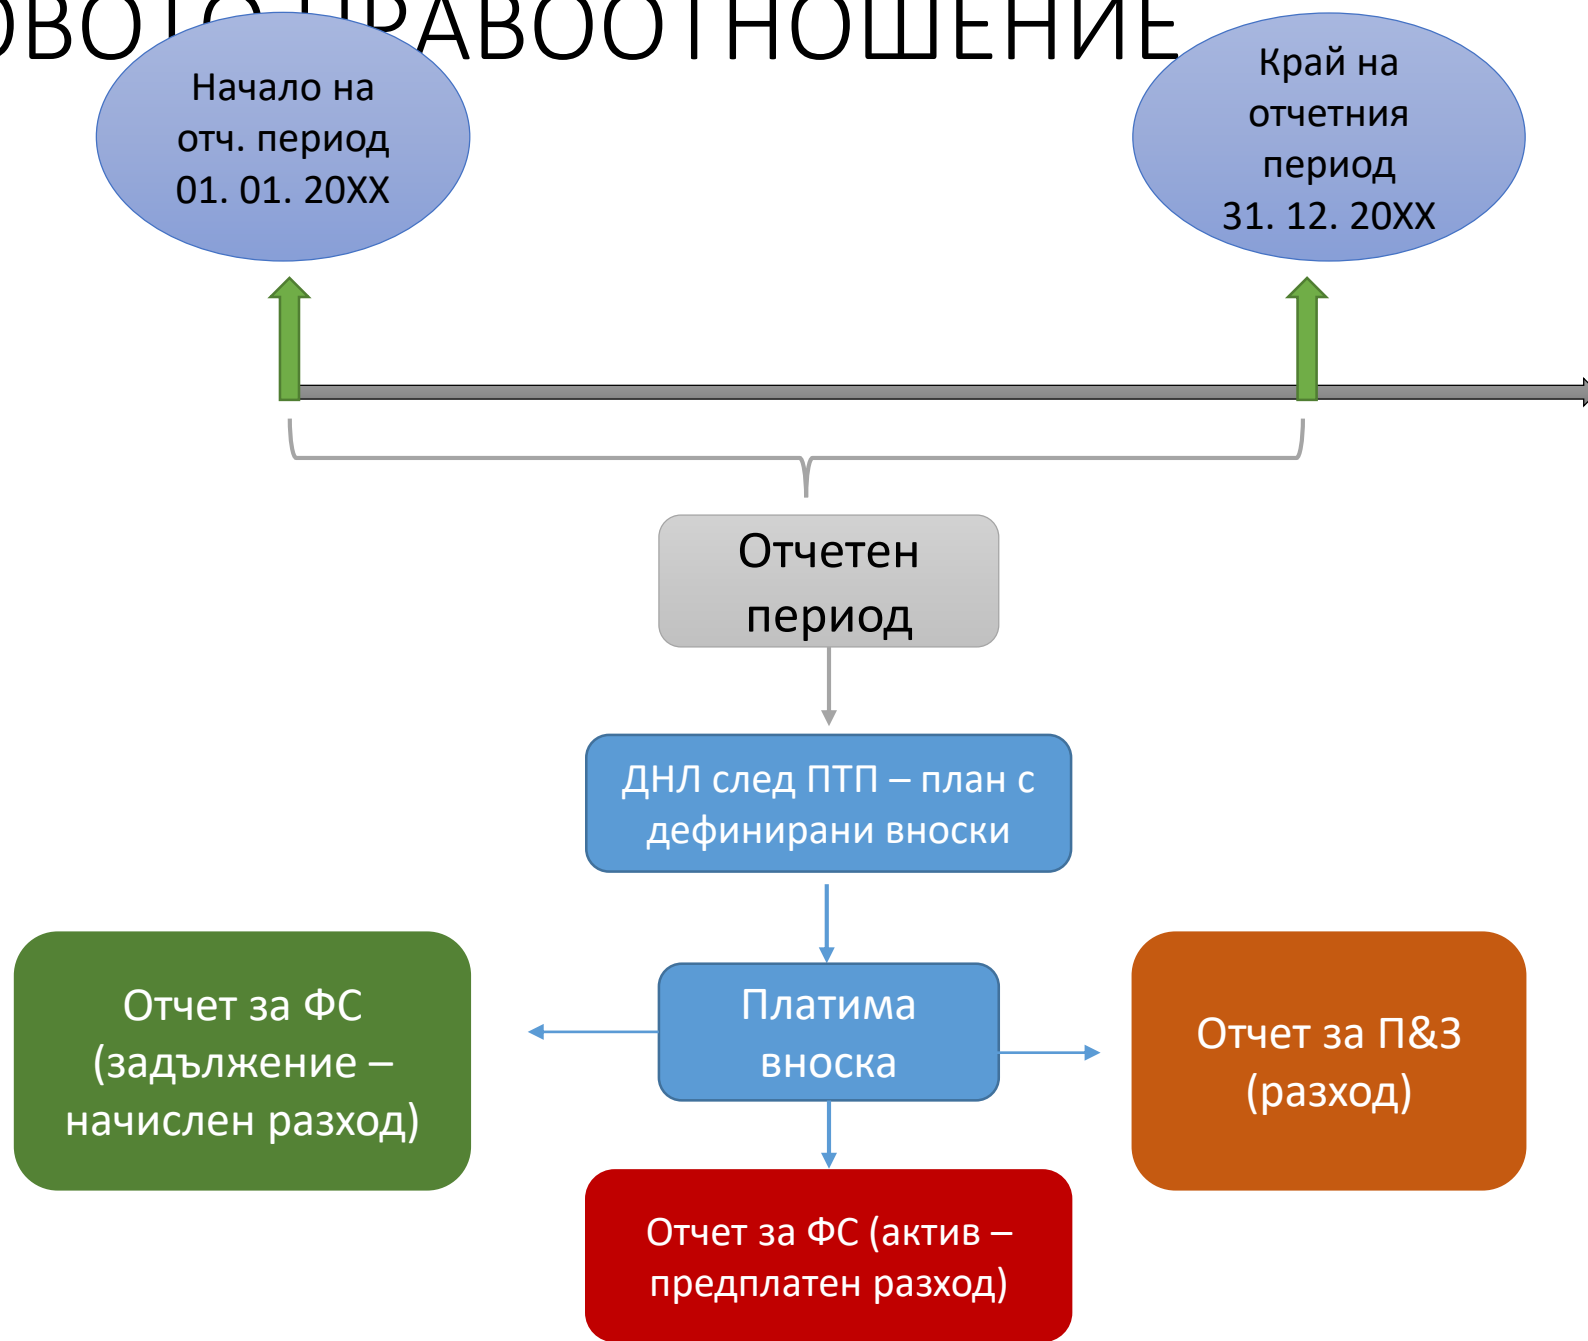 ПРАВООТНОШЕНИЕ
Начало на
отч. период
01. 01. 20XX
Край на
отчетния
период
31. 12. 20XX
Отчетен
период
ДНЛ след ПТП – план с
дефинирани вноски
Отчет за ФС
(задължение –
начислен разход)
Платима
вноска
Отчет за П&З
(разход)
Отчет за ФС (актив –
предплатен разход)